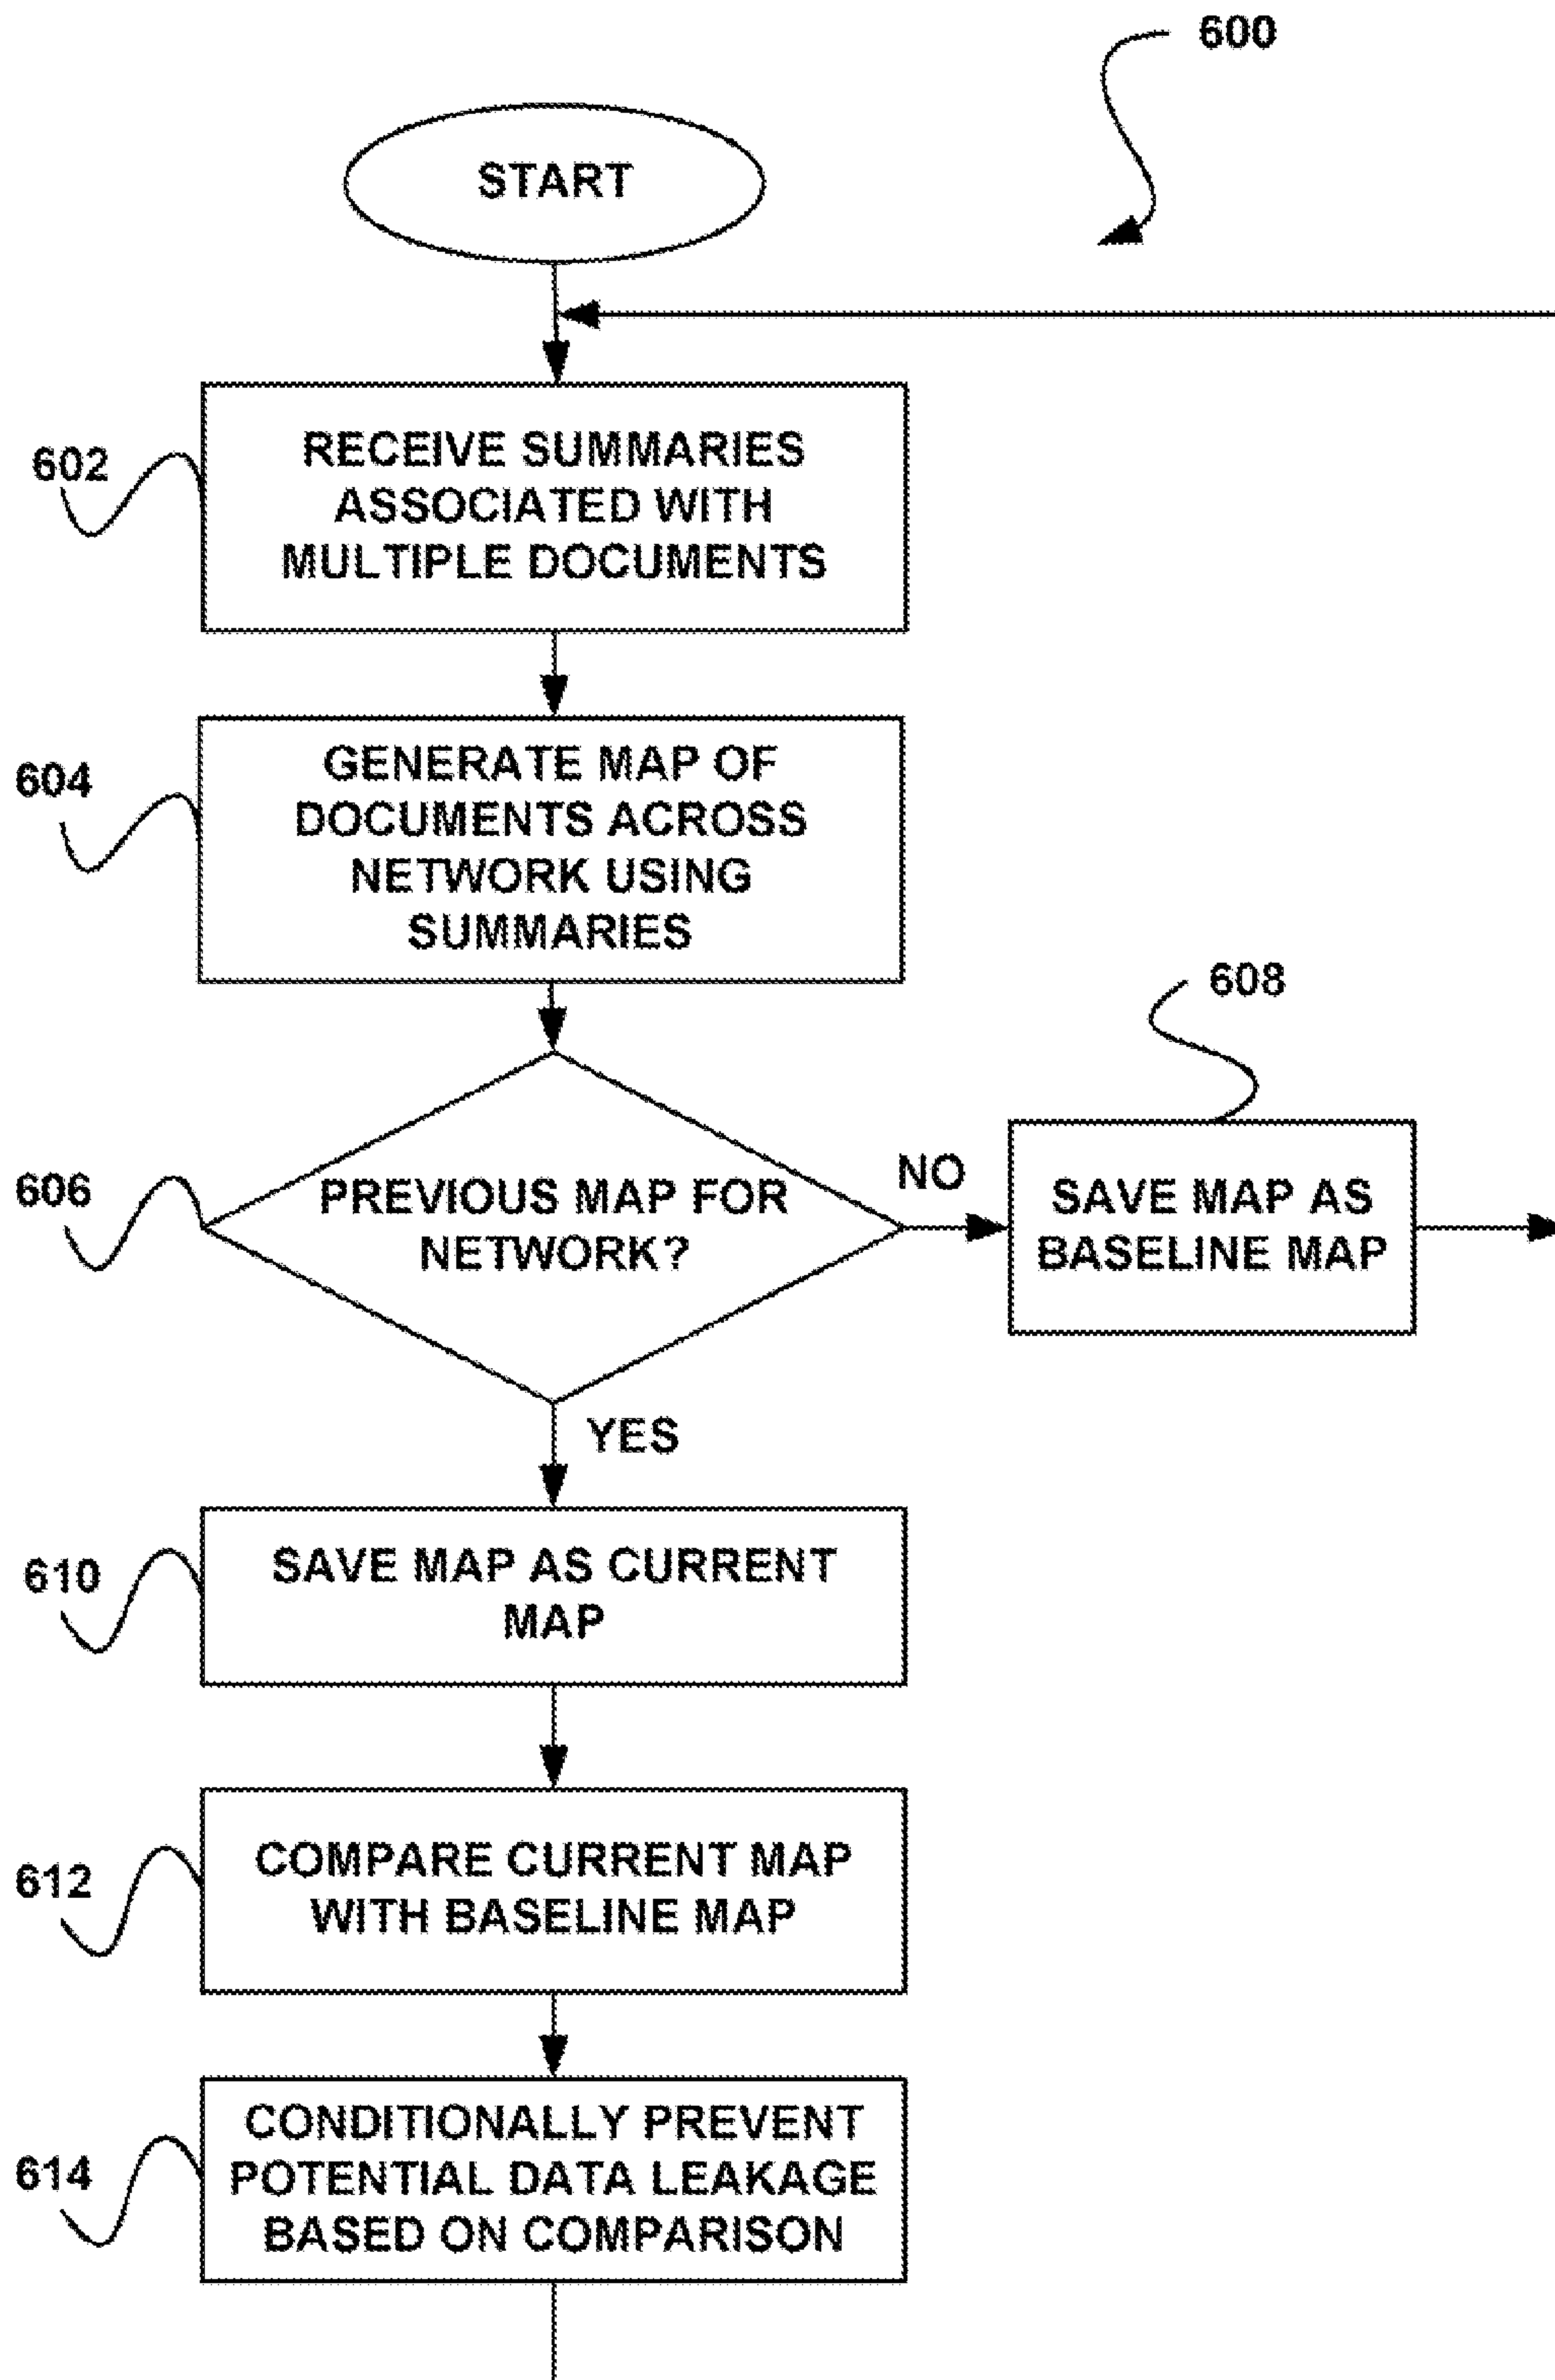 600
START
602
RECEIVE SUMMARIES
ASSOCIATED WITH
MULTIPLE DOCUMENTS
604
GENERATE MAP OF
DOCUMENTS ACROSS
NETWORK USING
SUMMARIES
608
606
PREVIOUS MAP FOR
NETWORK?
NO
SAVE MAP AS
BASELINE MAP
YES
610
SAVE MAP AS CURRENT
MAP
612
COMPARE CURRENT MAP
WITH BASELINE MAP
614
CONDITIONALLY PREVENT
POTENTIAL DATA LEAKAGE
BASED ON COMPARISON